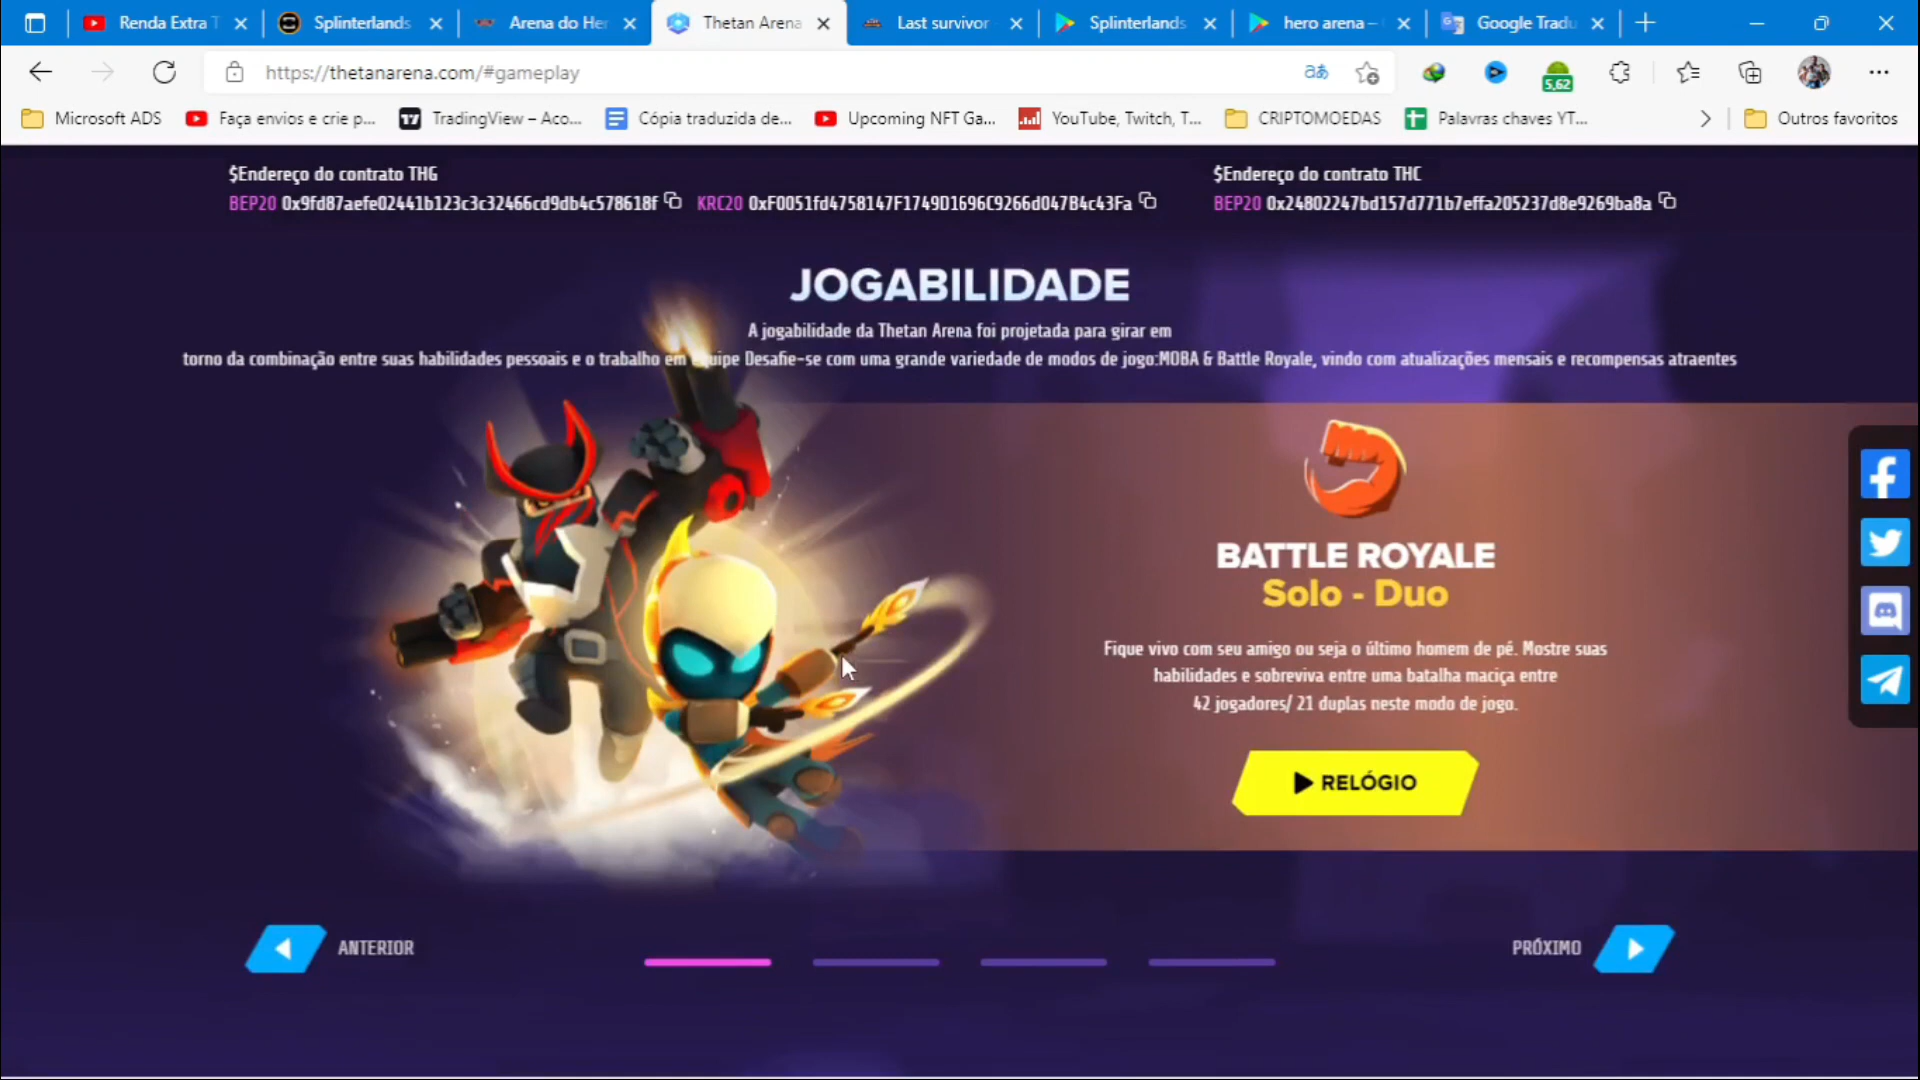 Renda Extra T
Splinterlands
Arena do Her
Thetan Arena
Last survivor
Splinterlands
hero arena –
Google Tradu
https://thetanarena.com/#gameplay
5,62
Microsoft ADS
Faça envios e crie p...
TradingView – Aco...
Cópia traduzida de...
Upcoming NFT Ga...
YouTube, Twitch, T...
CRIPTOMOEDAS
Palavras chaves YT...
Outros favoritos
$Endereço do contrato THG
BEP20 0x9fd87aefe02441b123c3c32466cd9db4c578618f
KRC20 0xF0051fd4758147F1749D1696C9266d047B4c43Fa
$Endereço do contrato THC
BEP20 0x24802247bd157d771b7effa205237d8e9269ba8a
JOGABILIDADE
A jogabilidade da Thetan Arena foi projetada para girar em
torno da combinação entre suas habilidades pessoais e o trabalho em equipe Desafie-se com uma grande variedade de modos de jogo:MOBA & Battle Royale, vindo com atualizações mensais e recompensas atraentes
BATTLE ROYALE
Solo - Duo
Fique vivo com seu amigo ou seja o último homem de pé. Mostre suas
habilidades e sobreviva entre uma batalha maciça entre
42 jogadores/ 21 duplas neste modo de jogo.
RELÓGIO
ANTERIOR
PRÓXIMO